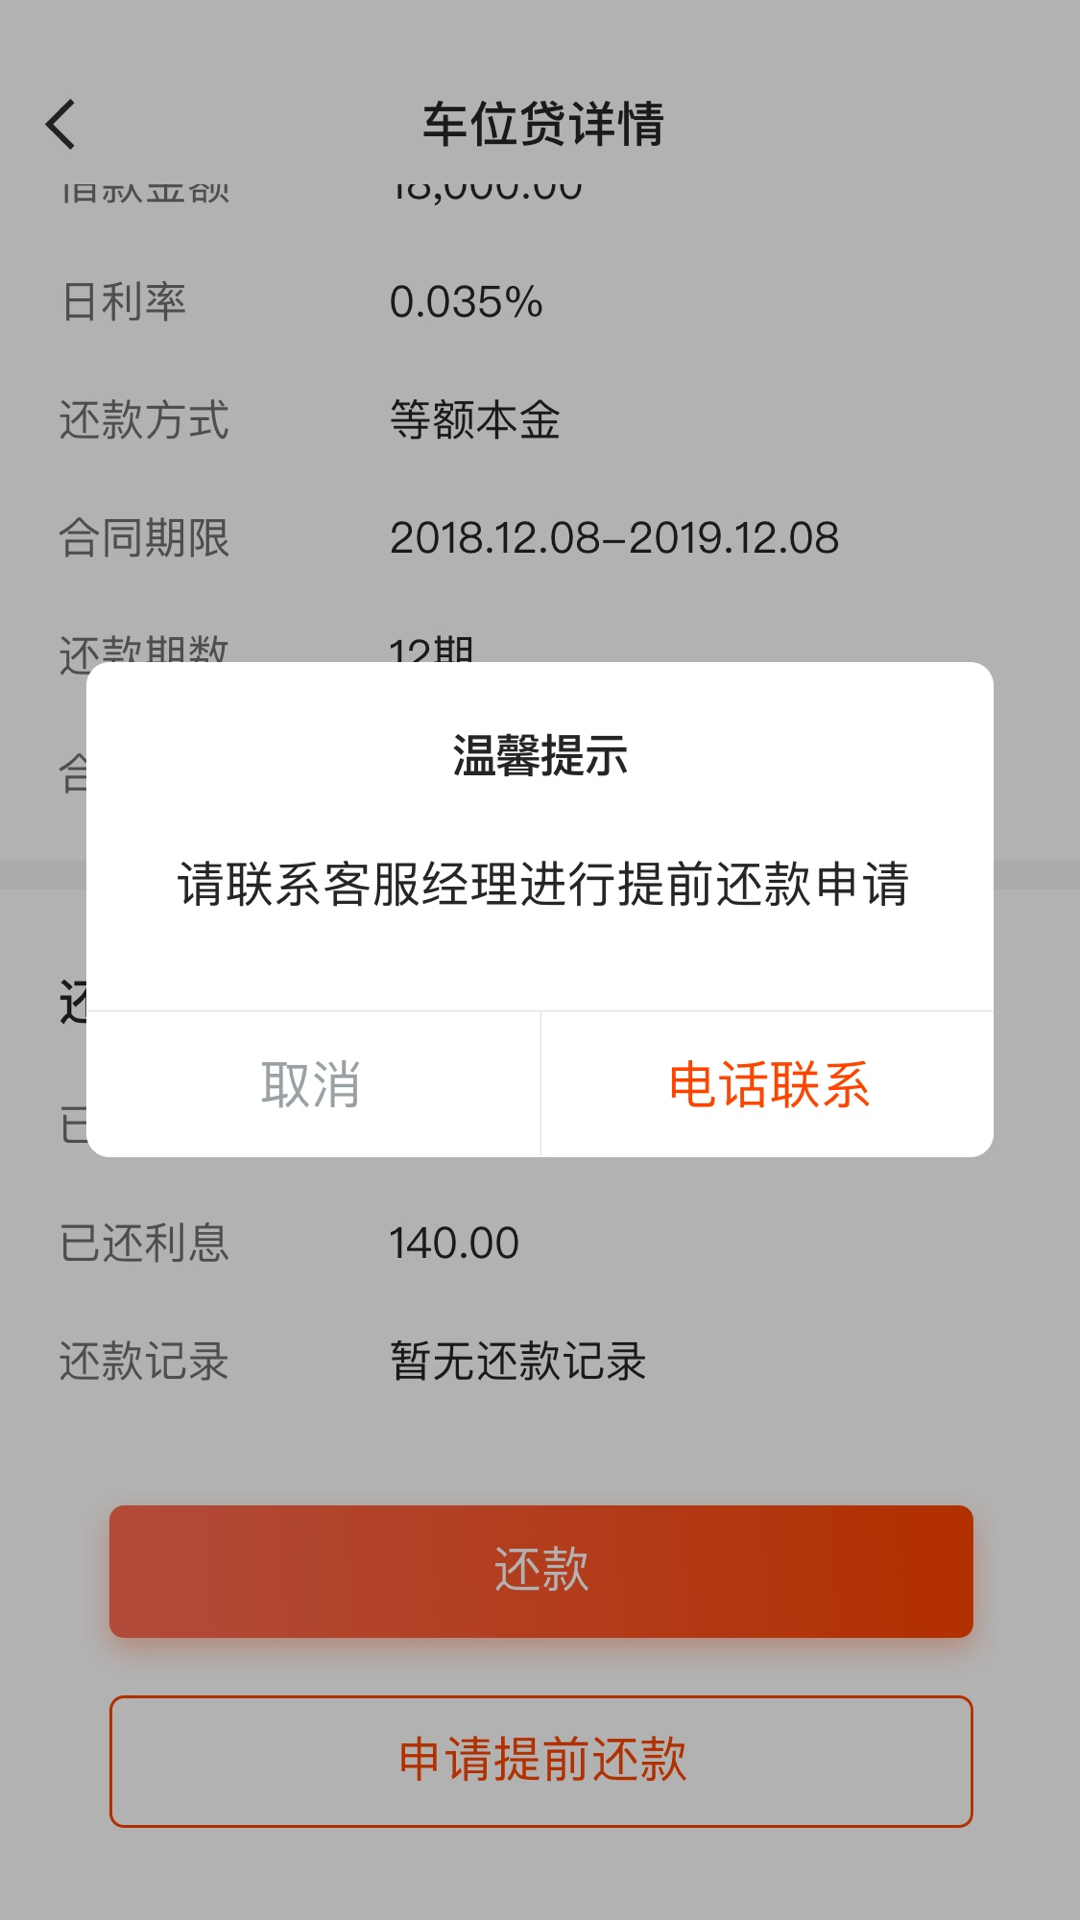 车位贷详情
借款金额 18,000.00
日利率 0.035%
还款方式 等额本金
合同期限 2018.12.08–2019.12.08
还款期数 12期
合
温馨提示
请联系客服经理进行提前还款申请
还
取消 电话联系
已
已还利息 140.00
还款记录 暂无还款记录
还款
申请提前还款